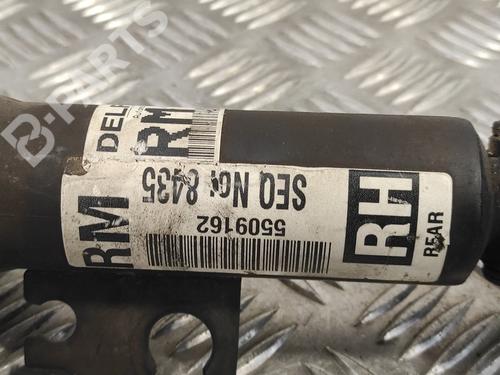 B-PARTS
DEL
RM
RM
SEQ No: 8435
5509162
RH
REAR